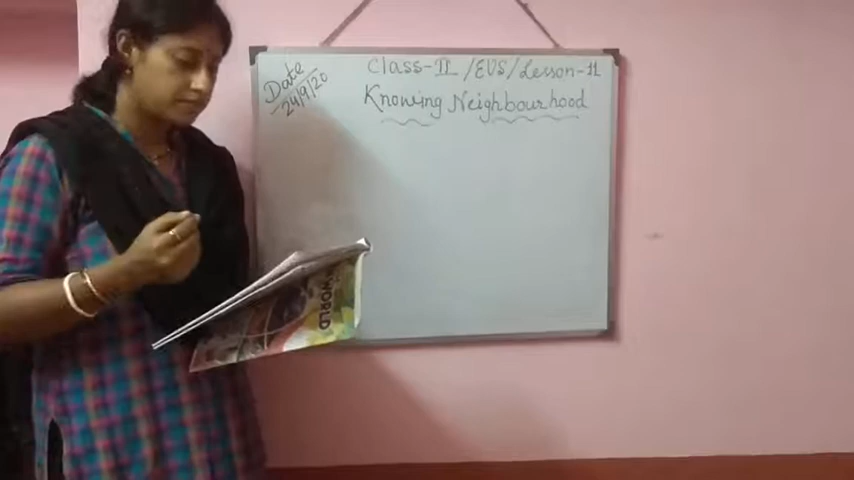 Date
24/9/20
Class-II /EVS/Lesson-11
Knowing Neighbourhood
WORLD